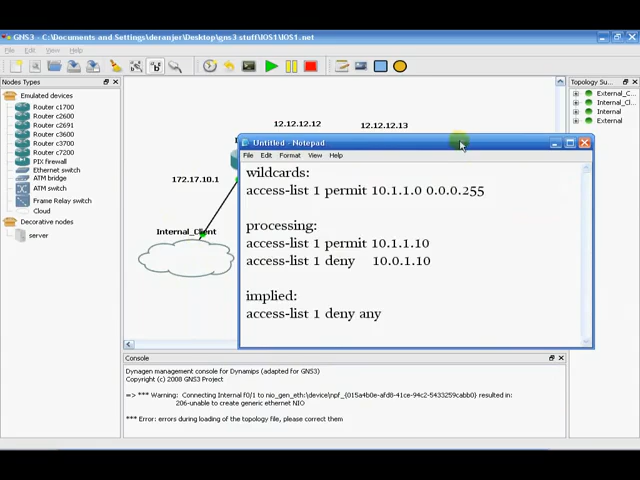 GNS3 - C:\Documents and Settings\deranjer\Desktop\gns3 stuff\IOS1\IOS1.net
File Edit View Help
Nodes Types
Topology Su...
Emulated devices
Router c1700
Router c2600
Router c2691
Router c3600
Router c3700
Router c7200
PIX firewall
Ethernet switch
ATM bridge
ATM switch
Frame Relay switch
Cloud
Decorative nodes
server
External_C...
Internal_Cl...
Internal
External
12.12.12.12
12.12.12.13
172.17.10.1
Internal_Client
Untitled - Notepad
File Edit Format View Help
wildcards:
access-list 1 permit 10.1.1.0 0.0.0.255
processing:
access-list 1 permit 10.1.1.10
access-list 1 deny 10.0.1.10
implied:
access-list 1 deny any
Console
Dynagen management console for Dynamips (adapted for GNS3)
Copyright (c) 2008 GNS3 Project
=> *** Warning: Connecting Internal f0/1 to nio_gen_eth:\device\npf_{015a4b0e-afd8-41ce-94c2-5433259cabb0} resulted in:
206-unable to create generic ethernet NIO
*** Error: errors during loading of the topology file, please correct them